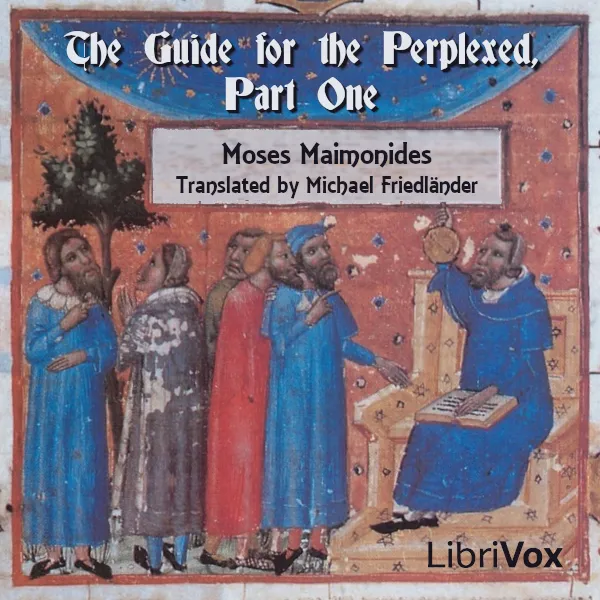 The Guide for the Perplexed,
Part One
Moses Maimonides
Translated by Michael Friedländer
LibriVox